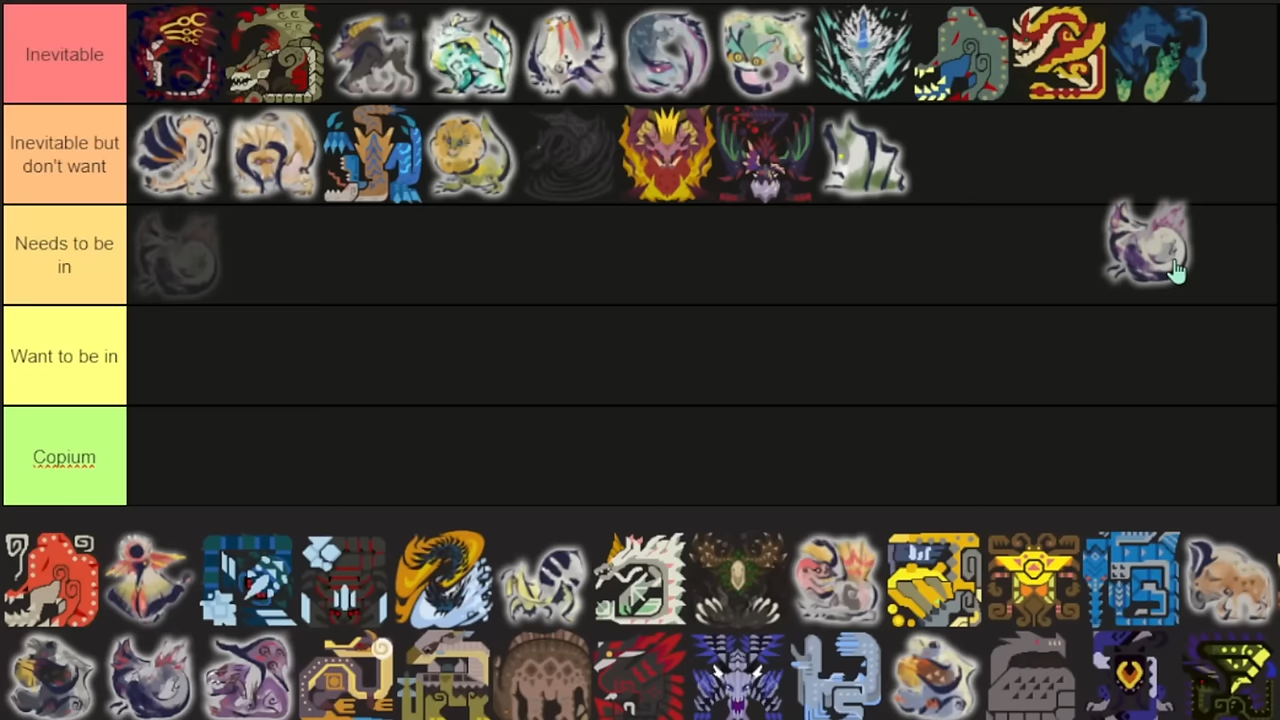 Inevitable
Inevitable but
don't want
Needs to be
in
Want to be in
Copium